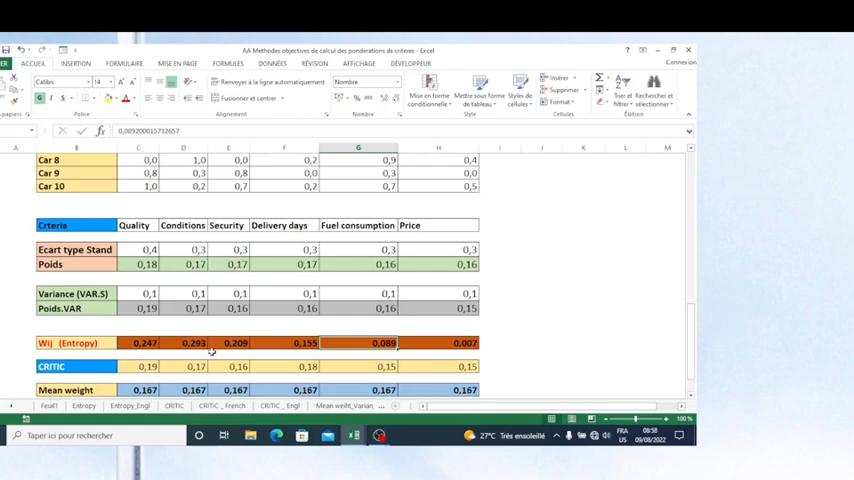 AA Methodes objectives de calcul des ponderations ds criteres - Excel
Connexion
ER ACCUEIL INSERTION FORMULAIRE MISE EN PAGE FORMULES DONNÉES RÉVISION AFFICHAGE DÉVELOPPEUR
Calibri 14 Renvoyer à la ligne automatiquement Nombre Insérer
G I S Fusionner et centrer % 000 Supprimer
Mise en forme conditionnelle Mettre sous forme de tableau Styles de cellules Format Trier et filtrer Rechercher et sélectionner
papiers Police Alignement Nombre Style Cellules Édition
fx 0,089200015732657
A B C D E F G H I J K L M
Car 8 0,0 1,0 0,0 0,2 0,9 0,4
Car 9 0,8 0,3 0,8 0,0 0,3 0,0
Car 10 1,0 0,2 0,7 0,2 0,7 0,5
Crteria Quality Conditions Security Delivery days Fuel consumption Price
Ecart type Stand 0,4 0,3 0,3 0,3 0,3 0,3
Poids 0,18 0,17 0,17 0,17 0,16 0,16
Variance (VAR.S) 0,1 0,1 0,1 0,1 0,1 0,1
Poids.VAR 0,19 0,17 0,16 0,16 0,16 0,15
Wij (Entropy) 0,247 0,293 0,209 0,155 0,089 0,007
CRITIC 0,19 0,17 0,16 0,18 0,15 0,15
Mean weight 0,167 0,167 0,167 0,167 0,167 0,167
Feuil1 Entropy Entropy_Engl CRITIC CRITIC _ French CRITIC _ Engl Mean weiht_Varian ...
100 %
Taper ici pour rechercher 27°C Très ensoleillé FRA 08:58
US 09/08/2022